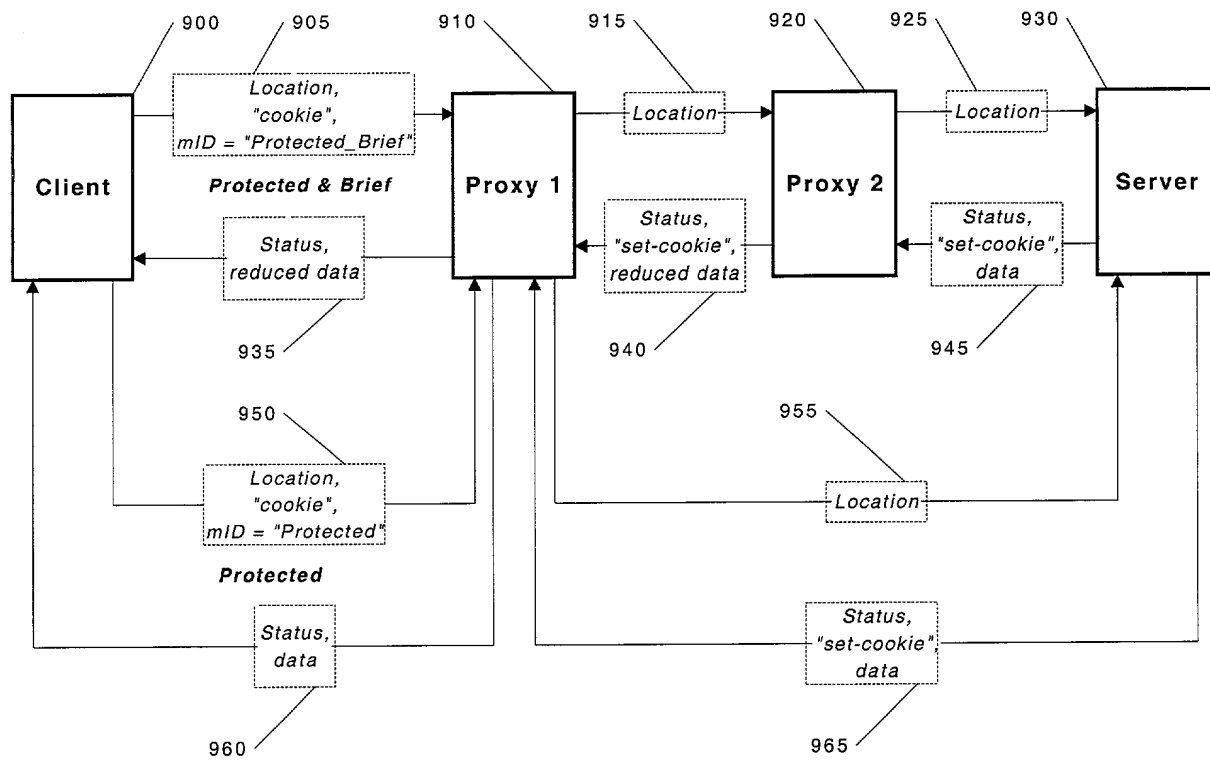 900
905
910
915
920
925
930
Location,
"cookie",
mID = "Protected_Brief"
Location
Location
Client
Protected & Brief
Proxy 1
Proxy 2
Server
Status,
reduced data
Status,
"set-cookie",
reduced data
Status,
"set-cookie",
data
935
940
945
950
955
Location,
"cookie",
mID = "Protected"
Location
Protected
Status,
data
Status,
"set-cookie",
data
960
965